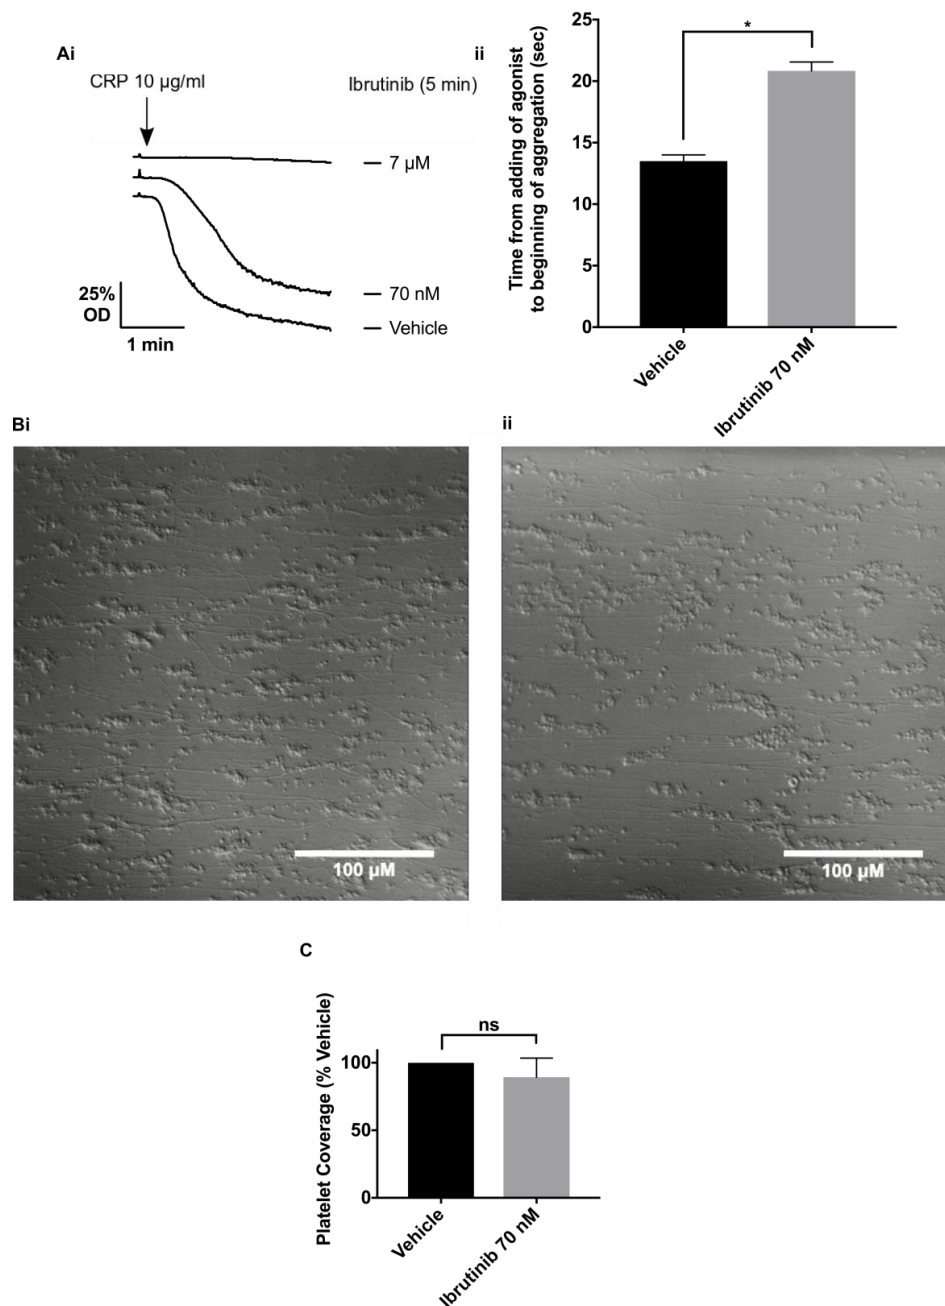 Ai
CRP 10 µg/ml
Ibrutinib (5 min)
7 µM
70 nM
Vehicle
25%
OD
1 min
ii
Time from adding of agonist
to beginning of aggregation (sec)
25
20
15
10
5
0
*
Vehicle
Ibrutinib 70 nM
Bi
100 µM
ii
100 µM
C
Platelet Coverage (% Vehicle)
100
50
0
ns
Vehicle
Ibrutinib 70 nM